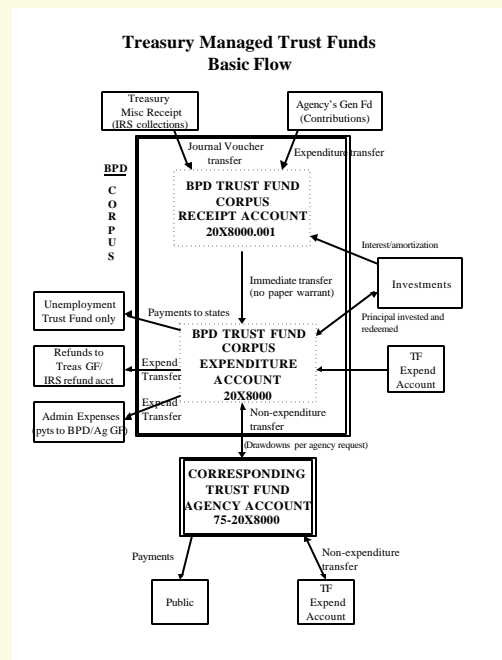 Treasury Managed Trust Funds
Basic Flow
Treasury
Misc Receipt
(IRS collections)
Agency's Gen Fd
(Contributions)
Journal Voucher
transfer
Expenditure transfer
BPD
C
O
R
P
U
S
BPD TRUST FUND
CORPUS
RECEIPT ACCOUNT
20X8000.001
Interest/amortization
Immediate transfer
(no paper warrant)
Investments
Unemployment
Trust Fund only
Payments to states
Principal invested and
redeemed
BPD TRUST FUND
CORPUS
EXPENDITURE
ACCOUNT
20X8000
Refunds to
Treas GF/
IRS refund acct
Expend
Transfer
TF
Expend
Account
Admin Expenses
(pyts to BPD/Ag GF)
Expend
Transfer
Non-expenditure
transfer
(Drawdowns per agency request)
CORRESPONDING
TRUST FUND
AGENCY ACCOUNT
75-20X8000
Payments
Non-expenditure
transfer
Public
TF
Expend
Account